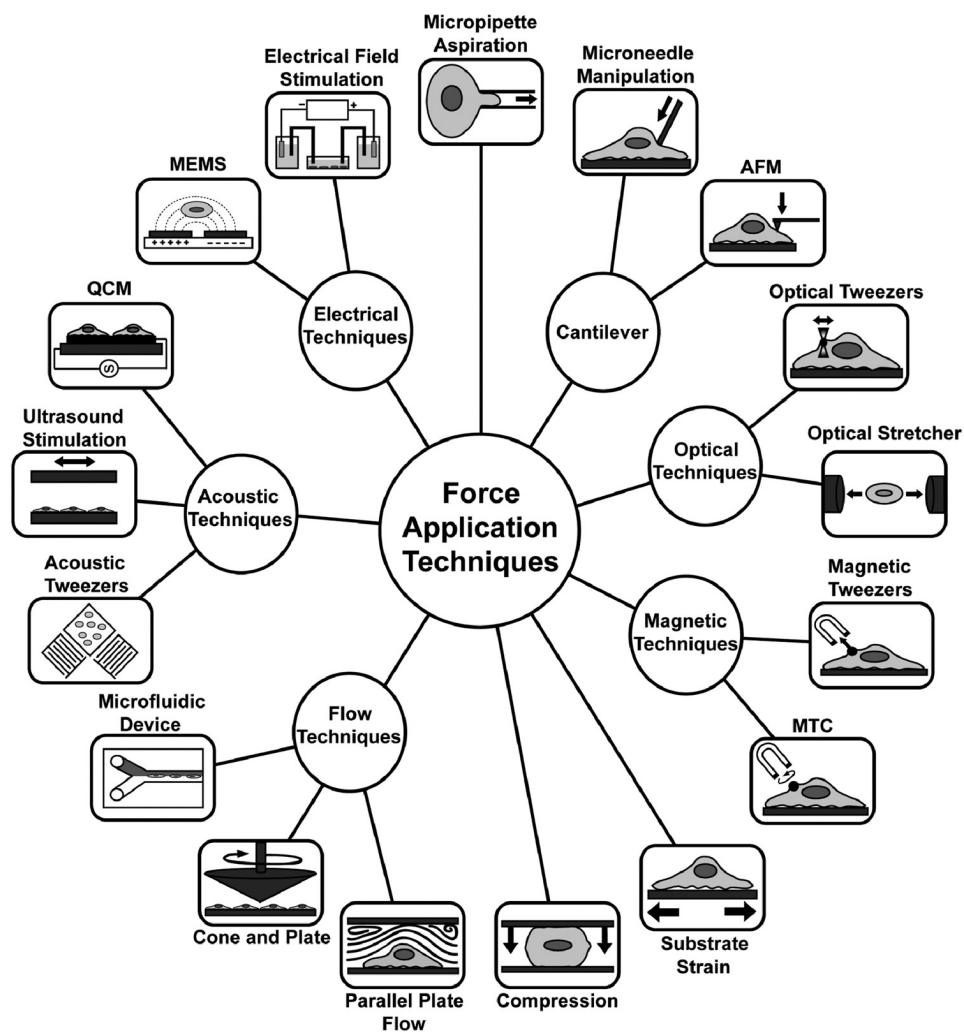 Micropipette
Aspiration
Electrical Field
Stimulation
− +
Microneedle
Manipulation
MEMS
+++++ −−−−−
AFM
QCM
S
Electrical
Techniques
Cantilever
Optical Tweezers
Ultrasound
Stimulation
Acoustic
Techniques
Force
Application
Techniques
Optical
Techniques
Optical Stretcher
Acoustic
Tweezers
Magnetic
Techniques
Magnetic
Tweezers
Microfluidic
Device
Flow
Techniques
MTC
Cone and Plate
Parallel Plate
Flow
Compression
Substrate
Strain